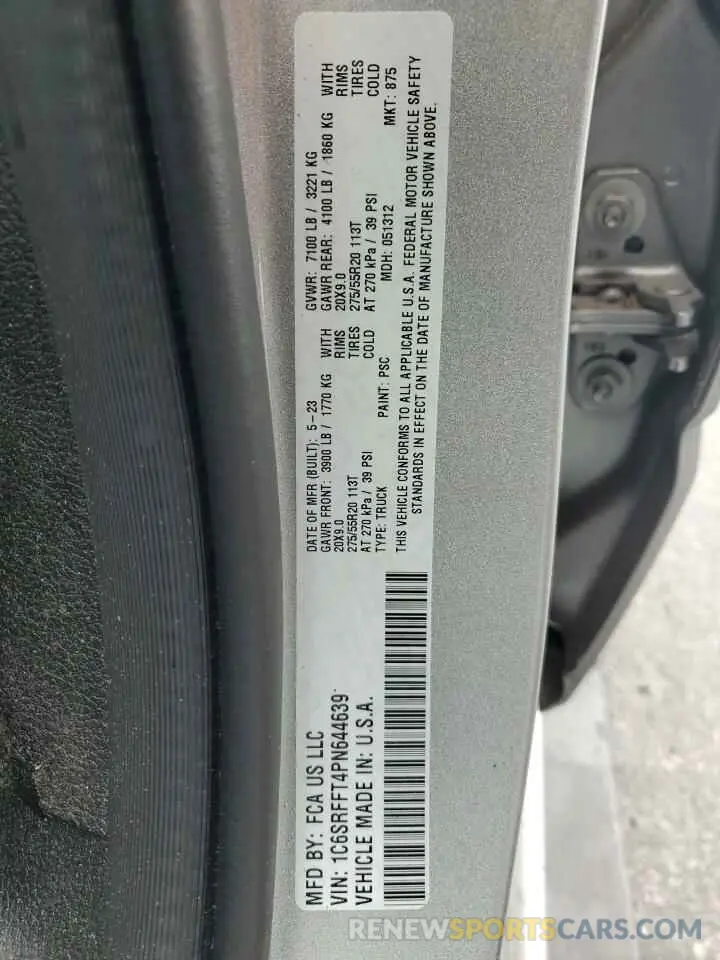 MFD BY: FCA US LLC
VIN: 1C6SRFFT4PN644639
VEHICLE MADE IN: U.S.A.
DATE OF MFR (BUILT): 5-23 GVWR: 7100 LB / 3221 KG
GAWR FRONT: 3900 LB / 1770 KG WITH GAWR REAR: 4100 LB / 1860 KG WITH
20X9.0 RIMS 20X9.0 RIMS
275/55R20 113T TIRES 275/55R20 113T TIRES
AT 270 kPa / 39 PSI COLD AT 270 kPa / 39 PSI COLD
TYPE: TRUCK PAINT: PSC MDH: 051312 MKT: 875
THIS VEHICLE CONFORMS TO ALL APPLICABLE U.S.A. FEDERAL MOTOR VEHICLE SAFETY
STANDARDS IN EFFECT ON THE DATE OF MANUFACTURE SHOWN ABOVE.
RENEWSPORTSCARS.COM